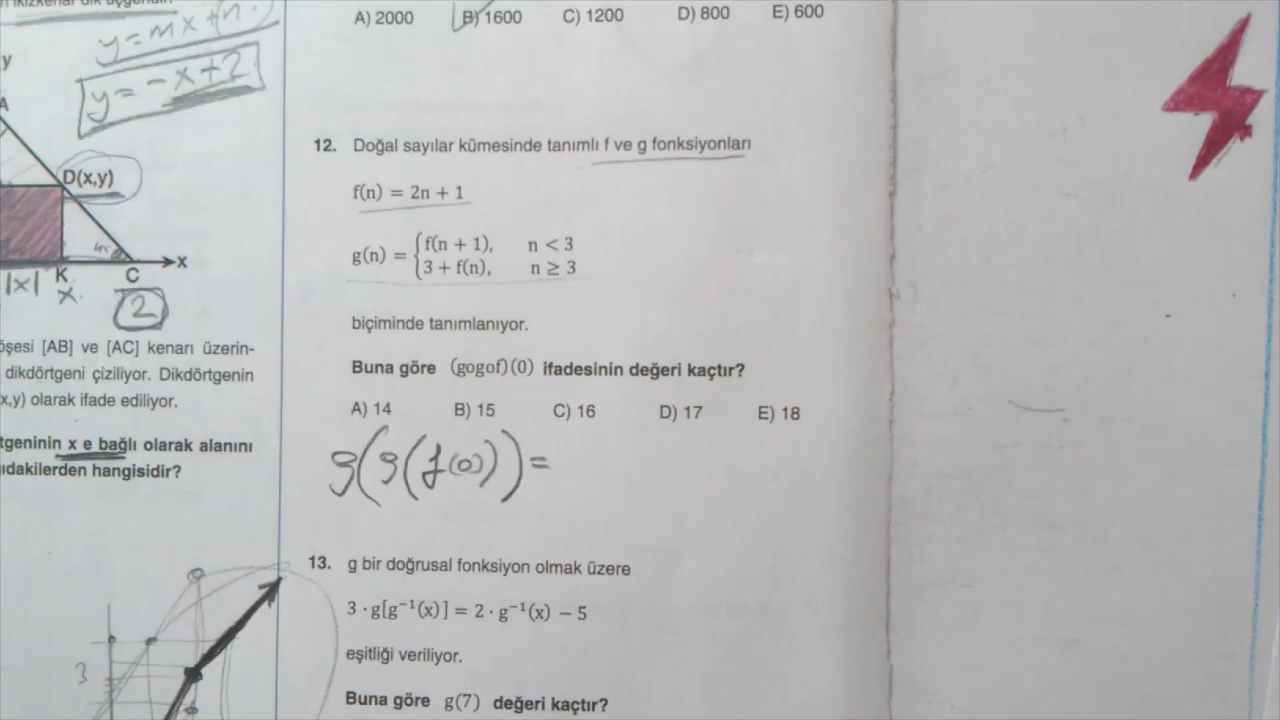 y=mx+n.
y=-x+2
y
A
D(x,y)
45
K
C
x
|x|
x.
2
öşesi [AB] ve [AC] kenarı üzerin-
dikdörtgeni çiziliyor. Dikdörtgenin
x,y) olarak ifade ediliyor.
tgeninin x e bağlı olarak alanını
ıdakilerden hangisidir?
3
A) 2000 B) 1600 C) 1200 D) 800 E) 600
12. Doğal sayılar kümesinde tanımlı f ve g fonksiyonları
f(n) = 2n + 1
g(n) = { f(n + 1), n < 3
3 + f(n), n ≥ 3
biçiminde tanımlanıyor.
Buna göre (gogof)(0) ifadesinin değeri kaçtır?
A) 14 B) 15 C) 16 D) 17 E) 18
g(g(f(0)))=
13. g bir doğrusal fonksiyon olmak üzere
3 · g[g⁻¹(x)] = 2 · g⁻¹(x) − 5
eşitliği veriliyor.
Buna göre g(7) değeri kaçtır?